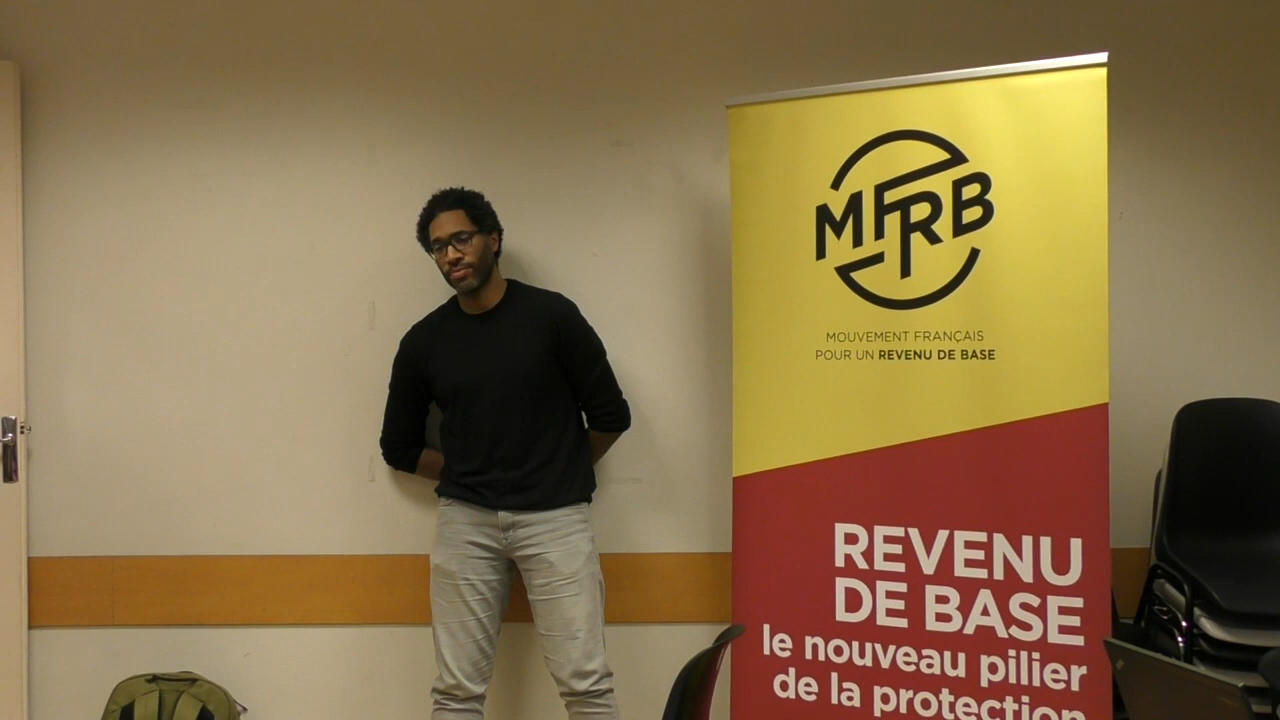 MFRB
MOUVEMENT FRANÇAIS
POUR UN REVENU DE BASE
REVENU
DE BASE
le nouveau pilier
de la protection